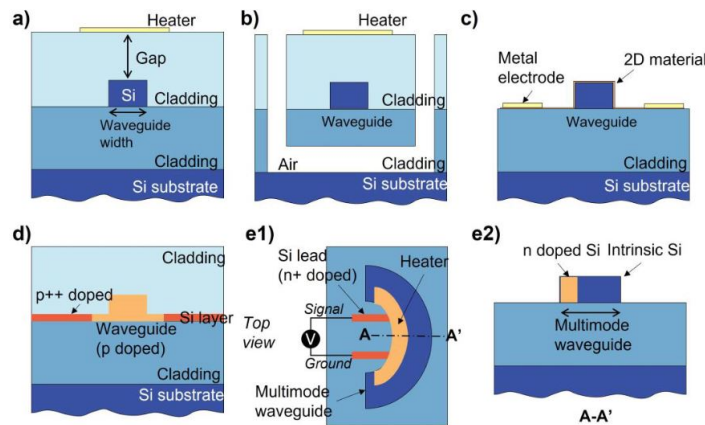 a)
Heater
Gap
Si
Cladding
Waveguide
width
Cladding
Si substrate
b)
Heater
Cladding
Waveguide
Air
Cladding
Si substrate
c)
Metal
electrode
2D material
Waveguide
Cladding
Si substrate
d)
Cladding
p++ doped
Si layer
Waveguide
(p doped)
Cladding
Si substrate
e1)
Si lead
(n+ doped)
Heater
Signal
Top
view
V
A
A'
Ground
Multimode
waveguide
e2)
n doped Si
Intrinsic Si
Multimode
waveguide
A-A'